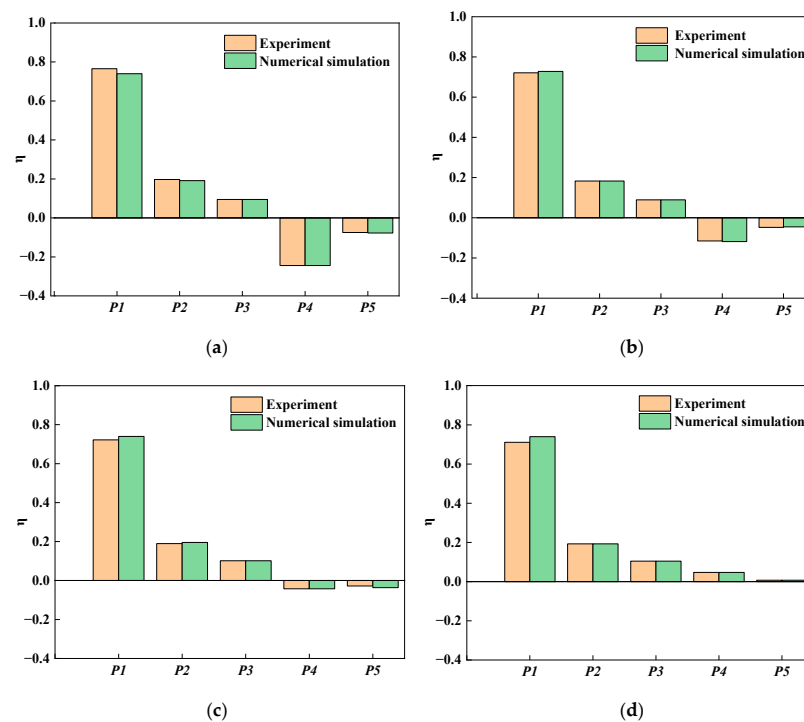 1.0
0.8
0.6
0.4
0.2
0.0
−0.2
−0.4
η
Experiment
Numerical simulation
P1 P2 P3 P4 P5
(a)
1.0
0.8
0.6
0.4
0.2
0.0
−0.2
−0.4
η
Experiment
Numerical simulation
P1 P2 P3 P4 P5
(b)
1.0
0.8
0.6
0.4
0.2
0.0
−0.2
−0.4
η
Experiment
Numerical simulation
P1 P2 P3 P4 P5
(c)
1.0
0.8
0.6
0.4
0.2
0.0
−0.2
−0.4
η
Experiment
Numerical simulation
P1 P2 P3 P4 P5
(d)